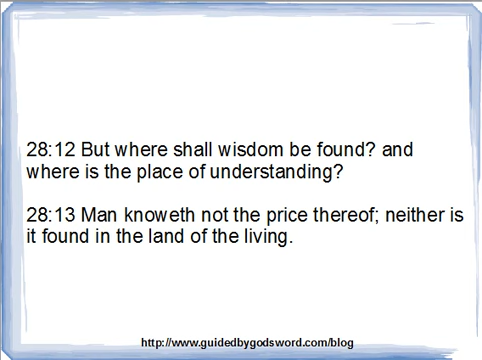 28:12 But where shall wisdom be found? and
where is the place of understanding?
28:13 Man knoweth not the price thereof; neither is
it found in the land of the living.
http://www.guidedbygodsword.com/blog